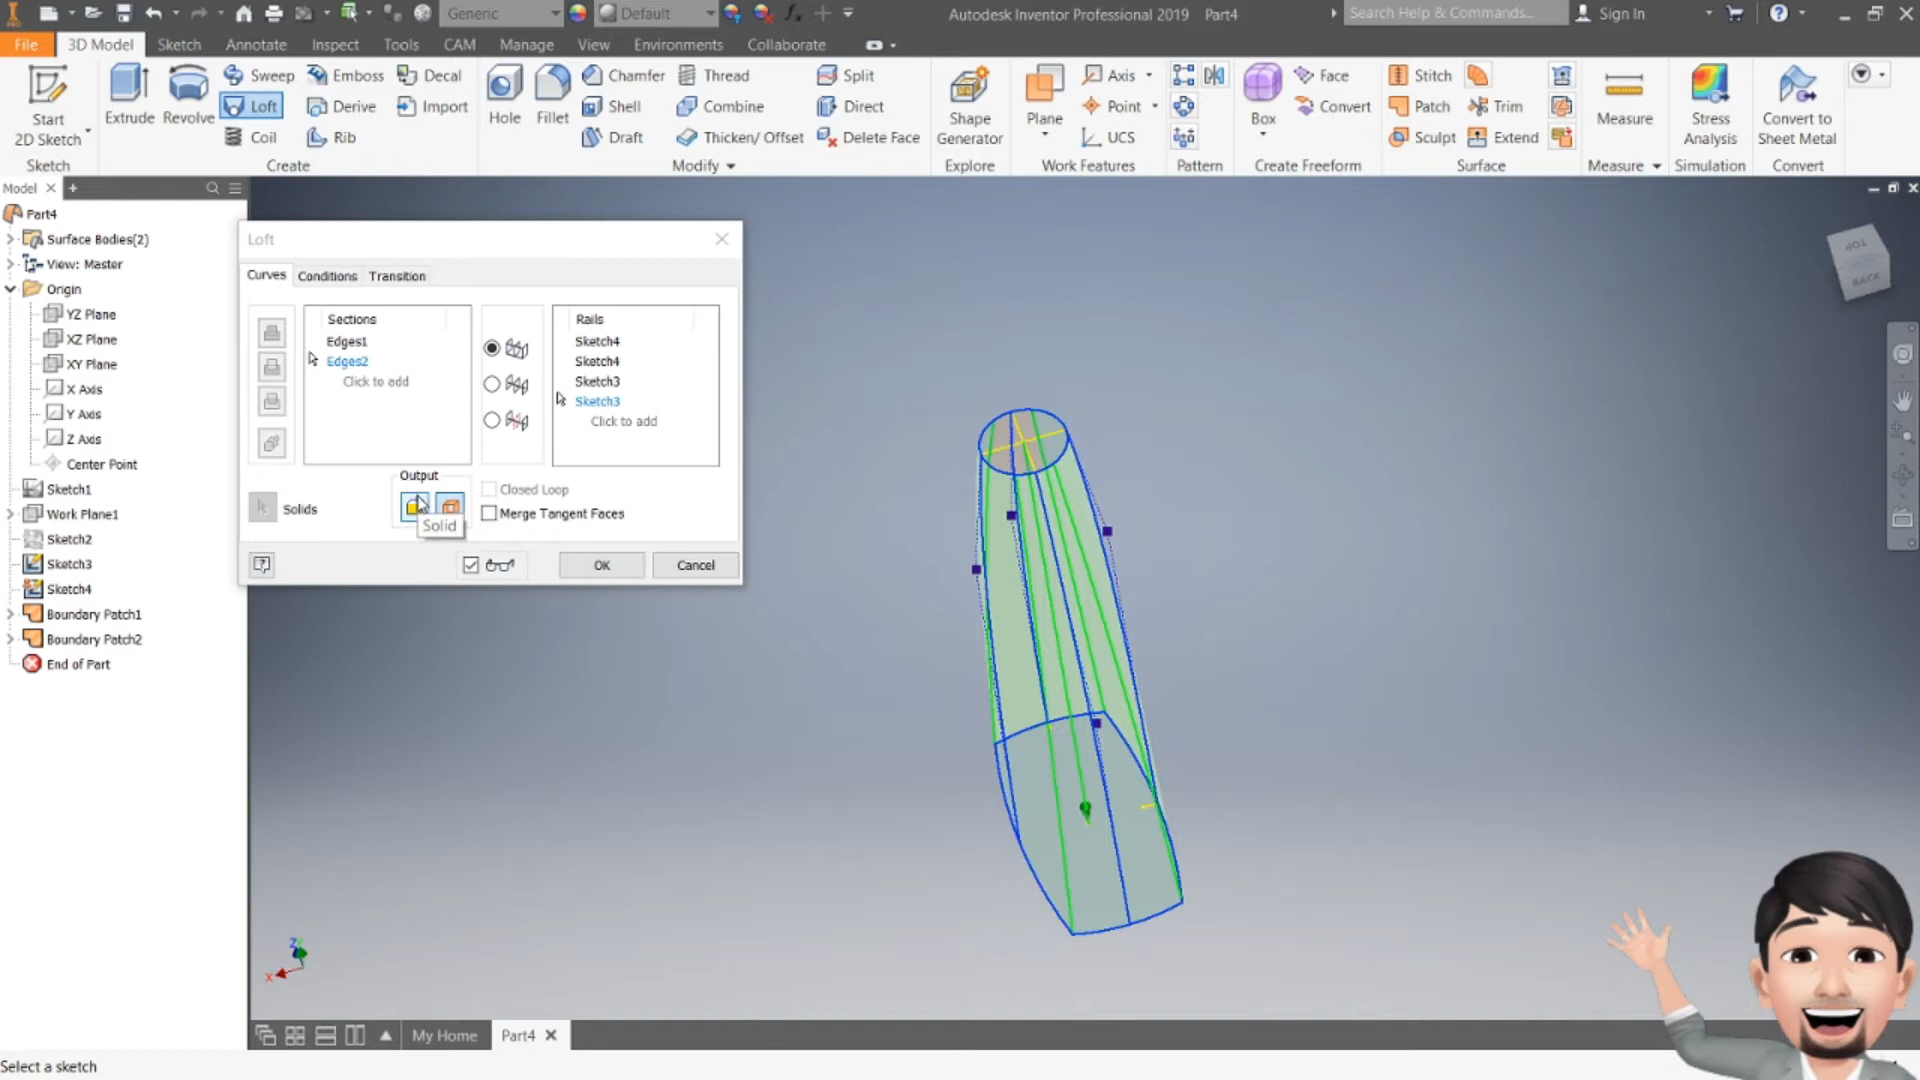 Generic
Default
Autodesk Inventor Professional 2019 Part4
Search Help & Commands...
Sign In
File
3D Model
Sketch
Annotate
Inspect
Tools
CAM
Manage
View
Environments
Collaborate
Start
2D Sketch
Extrude
Revolve
Sweep
Loft
Coil
Emboss
Derive
Rib
Decal
Import
Hole
Fillet
Chamfer
Shell
Draft
Thread
Combine
Thicken/ Offset
Split
Direct
Delete Face
Shape
Generator
Plane
Axis
Point
UCS
Box
Face
Convert
Stitch
Patch
Sculpt
Trim
Extend
Measure
Stress
Analysis
Convert to
Sheet Metal
Sketch
Create
Modify
Explore
Work Features
Pattern
Create Freeform
Surface
Measure
Simulation
Convert
Model
Part4
Surface Bodies(2)
View: Master
Origin
YZ Plane
XZ Plane
XY Plane
X Axis
Y Axis
Z Axis
Center Point
Sketch1
Work Plane1
Sketch2
Sketch3
Sketch4
Boundary Patch1
Boundary Patch2
End of Part
Loft
Curves
Conditions
Transition
Sections
Edges1
Edges2
Click to add
Rails
Sketch4
Sketch4
Sketch3
Sketch3
Click to add
Output
Solids
Solid
Closed Loop
Merge Tangent Faces
OK
Cancel
TOP
BACK
Z
X
My Home
Part4
Select a sketch